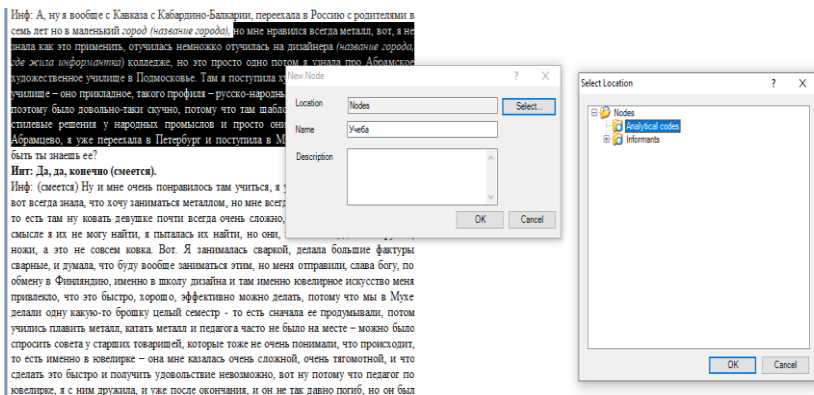 Инф: А, ну я вообще с Кавказа с Кабардино-Балкарии, переехала в Россию с родителями в
семь лет но в маленький город (название города), но мне нравился всегда металл, вот, я не
знала как это применить, отучилась немножко отучилась на дизайнера (название города,
где жила информантка) колледже, но это просто одно потом я узнала про Абрамское
художественное училище в Подмосковье. Там я поступила
училище – оно прикладное, такого профиля – русско-народны
поэтому было довольно-таки скучно, потому что там
стилевые решения у народных промыслов и просто они
Абрамцево, я уже переехала в Петербург и поступила в М
быть ты знаешь ее?
Инт: Да, да, конечно (смеется).
Инф: (смеется) Ну и мне очень понравилось там учиться, я
вот всегда знала, что хочу заниматься металлом, но мне всег
то есть там ну ковать девушке почти всегда очень сложно,
смысле я их не могу найти, я пыталась их найти, но они,
ножи, а это не совсем ковка. Вот. Я занималась сваркой, делала большие фактуры
сварные, и думала, что буду вообще заниматься этим, но меня отправили, слава богу, по
обмену в Финляндию, именно в школу дизайна и там именно ювелирное искусство меня
привлекло, что это быстро, хорошо, эффективно можно делать, потому что мы в Мухе
делали одну какую-то брошку целый семестр - то есть сначала ее продумывали, потом
учились плавить металл, катать металл и педагога часто не было на месте – можно было
спросить совета у старших товарищей, которые тоже не очень понимали, что происходит,
то есть именно в ювелирке – она мне казалась очень сложной, очень тягомотной, и что
сделать это быстро и получить удовольствие невозможно, вот ну потому что педагог по
ювелирке, я с ним дружила, и уже после окончания, и он не так давно погиб, но он был
New Node
Location
Nodes
Select...
Name
Учеба
Description
OK
Cancel
Select Location
Nodes
Analytical codes
Informants
OK
Cancel